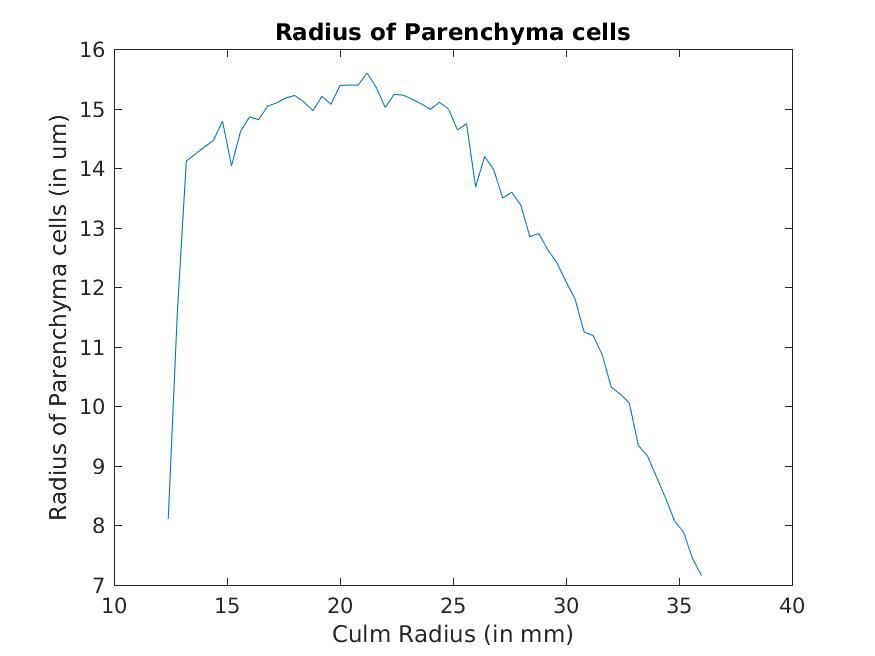 Radius of Parenchyma cells
Radius of Parenchyma cells (in um)
16
15
14
13
12
11
10
9
8
7
10 15 20 25 30 35 40
Culm Radius (in mm)